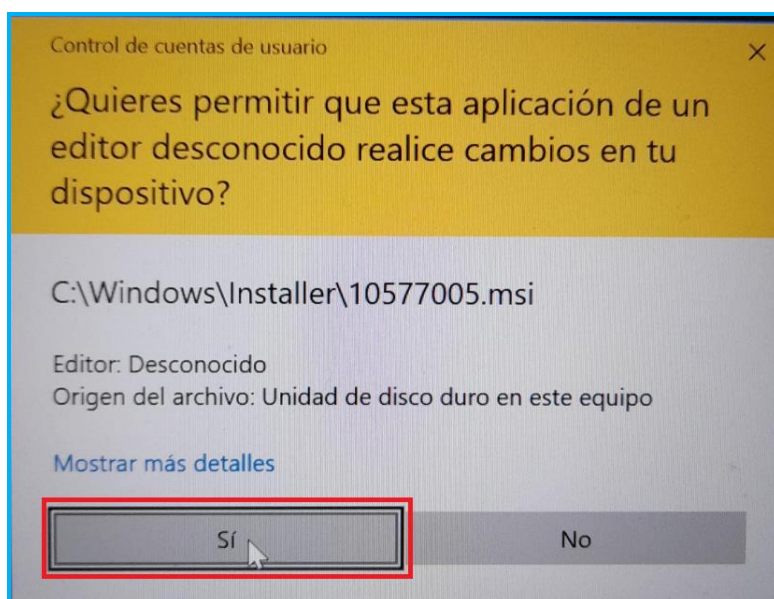 Control de cuentas de usuario
¿Quieres permitir que esta aplicación de un
editor desconocido realice cambios en tu
dispositivo?
C:\Windows\Installer\10577005.msi
Editor: Desconocido
Origen del archivo: Unidad de disco duro en este equipo
Mostrar más detalles
Sí
No